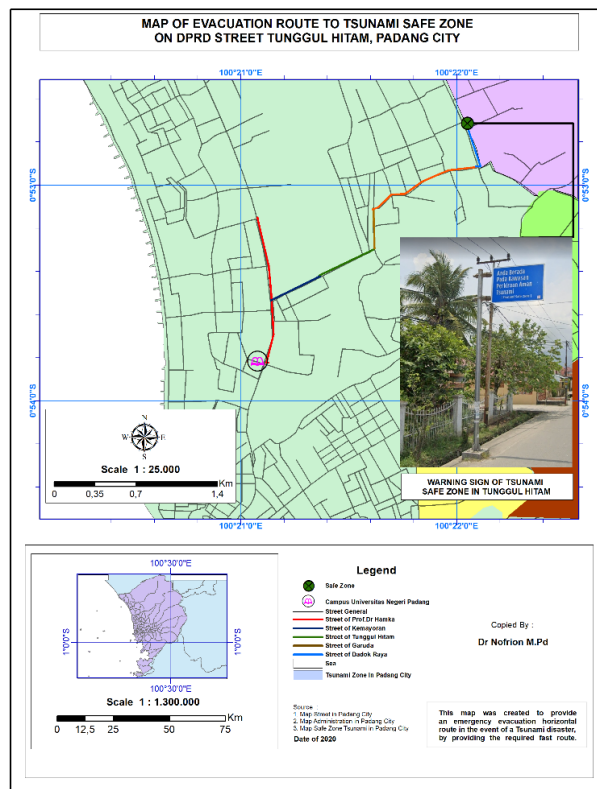 MAP OF EVACUATION ROUTE TO TSUNAMI SAFE ZONE
ON DPRD STREET TUNGGUL HITAM, PADANG CITY
100°21'0"E
100°22'0"E
0°53'0"S
0°53'0"S
Anda Berada
Pada Kawasan
Perkiraan Aman
Tsunami
0°54'0"S
0°54'0"S
N
W E
S
Scale 1 : 25.000
Km
0 0,35 0,7 1,4
WARNING SIGN OF TSUNAMI
SAFE ZONE IN TUNGGUL HITAM
100°21'0"E
100°22'0"E
100°30'0"E
1°0'0"S
1°0'0"S
100°30'0"E
Scale 1 : 1.300.000
Km
0 12,5 25 50 75
Legend
Safe Zone
Campus Universitas Negeri Padang
Street General
Street of Prof.Dr Hamka
Street of Kemayoran
Street of Tunggul Hitam
Street of Garuda
Street of Dadok Raya
Sea
Tsunami Zone In Padang City
Source
1. Map Street in Padang City
2. Map Administration in Padang City
3. Map Safe Zone Tsunami in Padang City
Date of 2020
Copied By :
Dr Nofrion M.Pd
This map was created to provide
an emergency evacuation horizontal
route in the event of a Tsunami disaster,
by providing the required fast route.